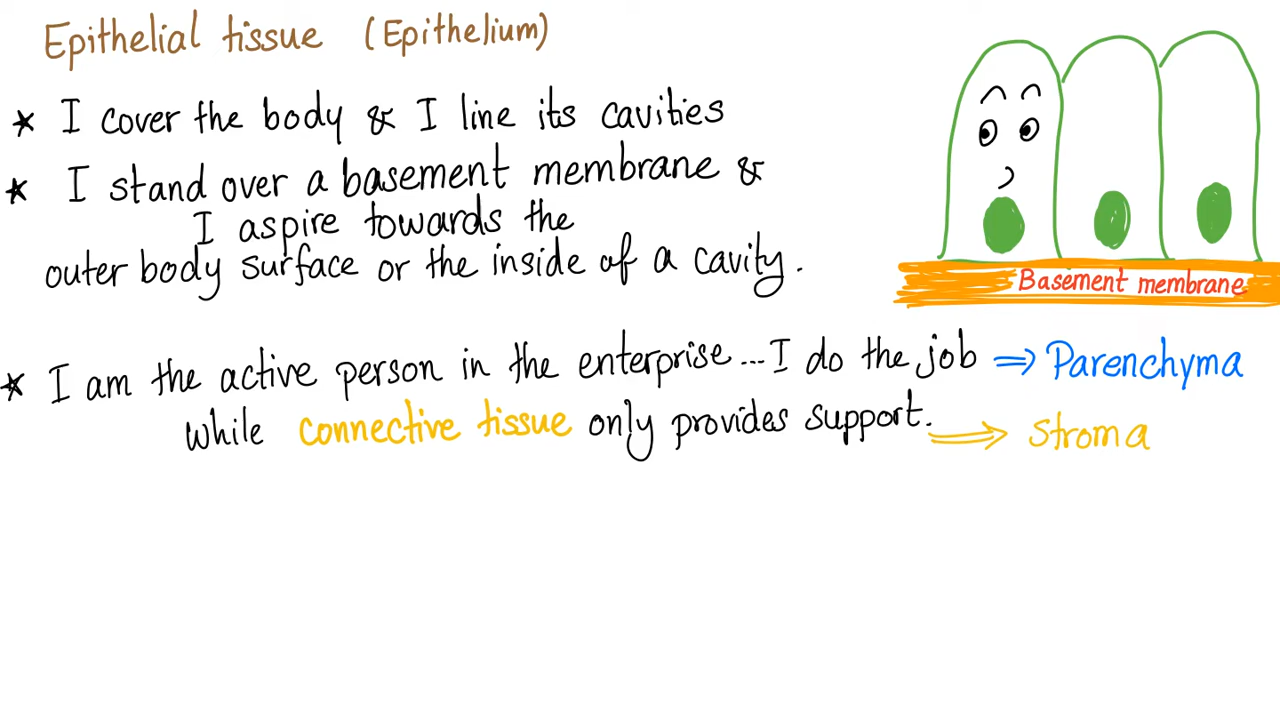 Epithelial tissue (Epithelium)
* I cover the body & I line its cavities
* I stand over a basement membrane &
I aspire towards the
outer body surface or the inside of a cavity.
Basement membrane
* I am the active person in the enterprise...I do the job ⇒ Parenchyma
while connective tissue only provides support. ⇒ Stroma